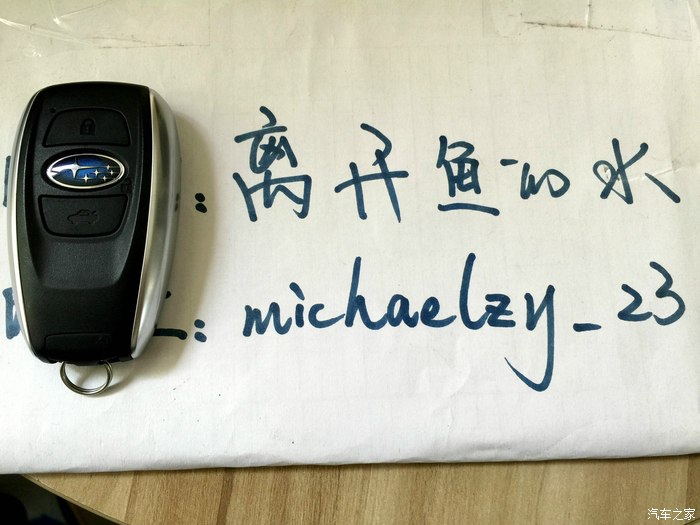 : 离开鱼的水
: michaelzy_23
汽车之家